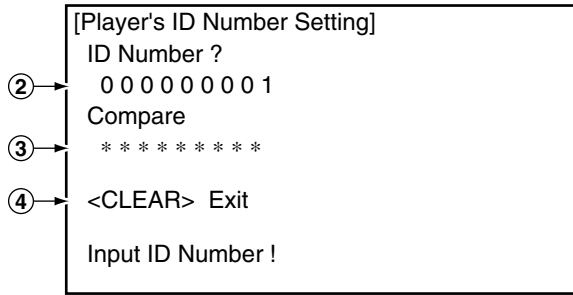 [Player's ID Number Setting]
ID Number ?
② 0 0 0 0 0 0 0 0 1
Compare
③ * * * * * * * * *
④ <CLEAR> Exit
Input ID Number !